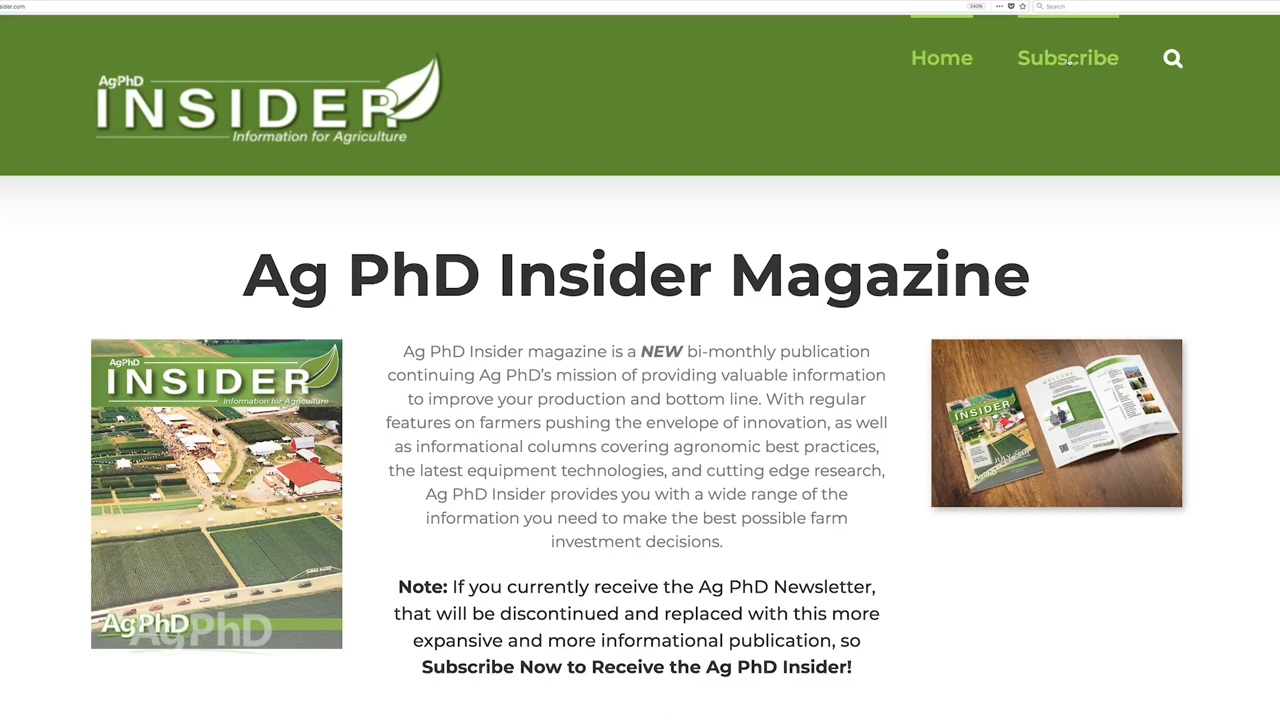 sider.com
240%
Search
Home
Subscribe
AgPhD
INSIDER
Information for Agriculture
Ag PhD Insider Magazine
AgPhD
INSIDER
Information for Agriculture
AgPhD
AgPhD
Ag PhD Insider magazine is a NEW bi-monthly publication
continuing Ag PhD's mission of providing valuable information
to improve your production and bottom line. With regular
features on farmers pushing the envelope of innovation, as well
as informational columns covering agronomic best practices,
the latest equipment technologies, and cutting edge research,
Ag PhD Insider provides you with a wide range of the
information you need to make the best possible farm
investment decisions.
Note: If you currently receive the Ag PhD Newsletter,
that will be discontinued and replaced with this more
expansive and more informational publication, so
Subscribe Now to Receive the Ag PhD Insider!
INSIDER
WELCOME